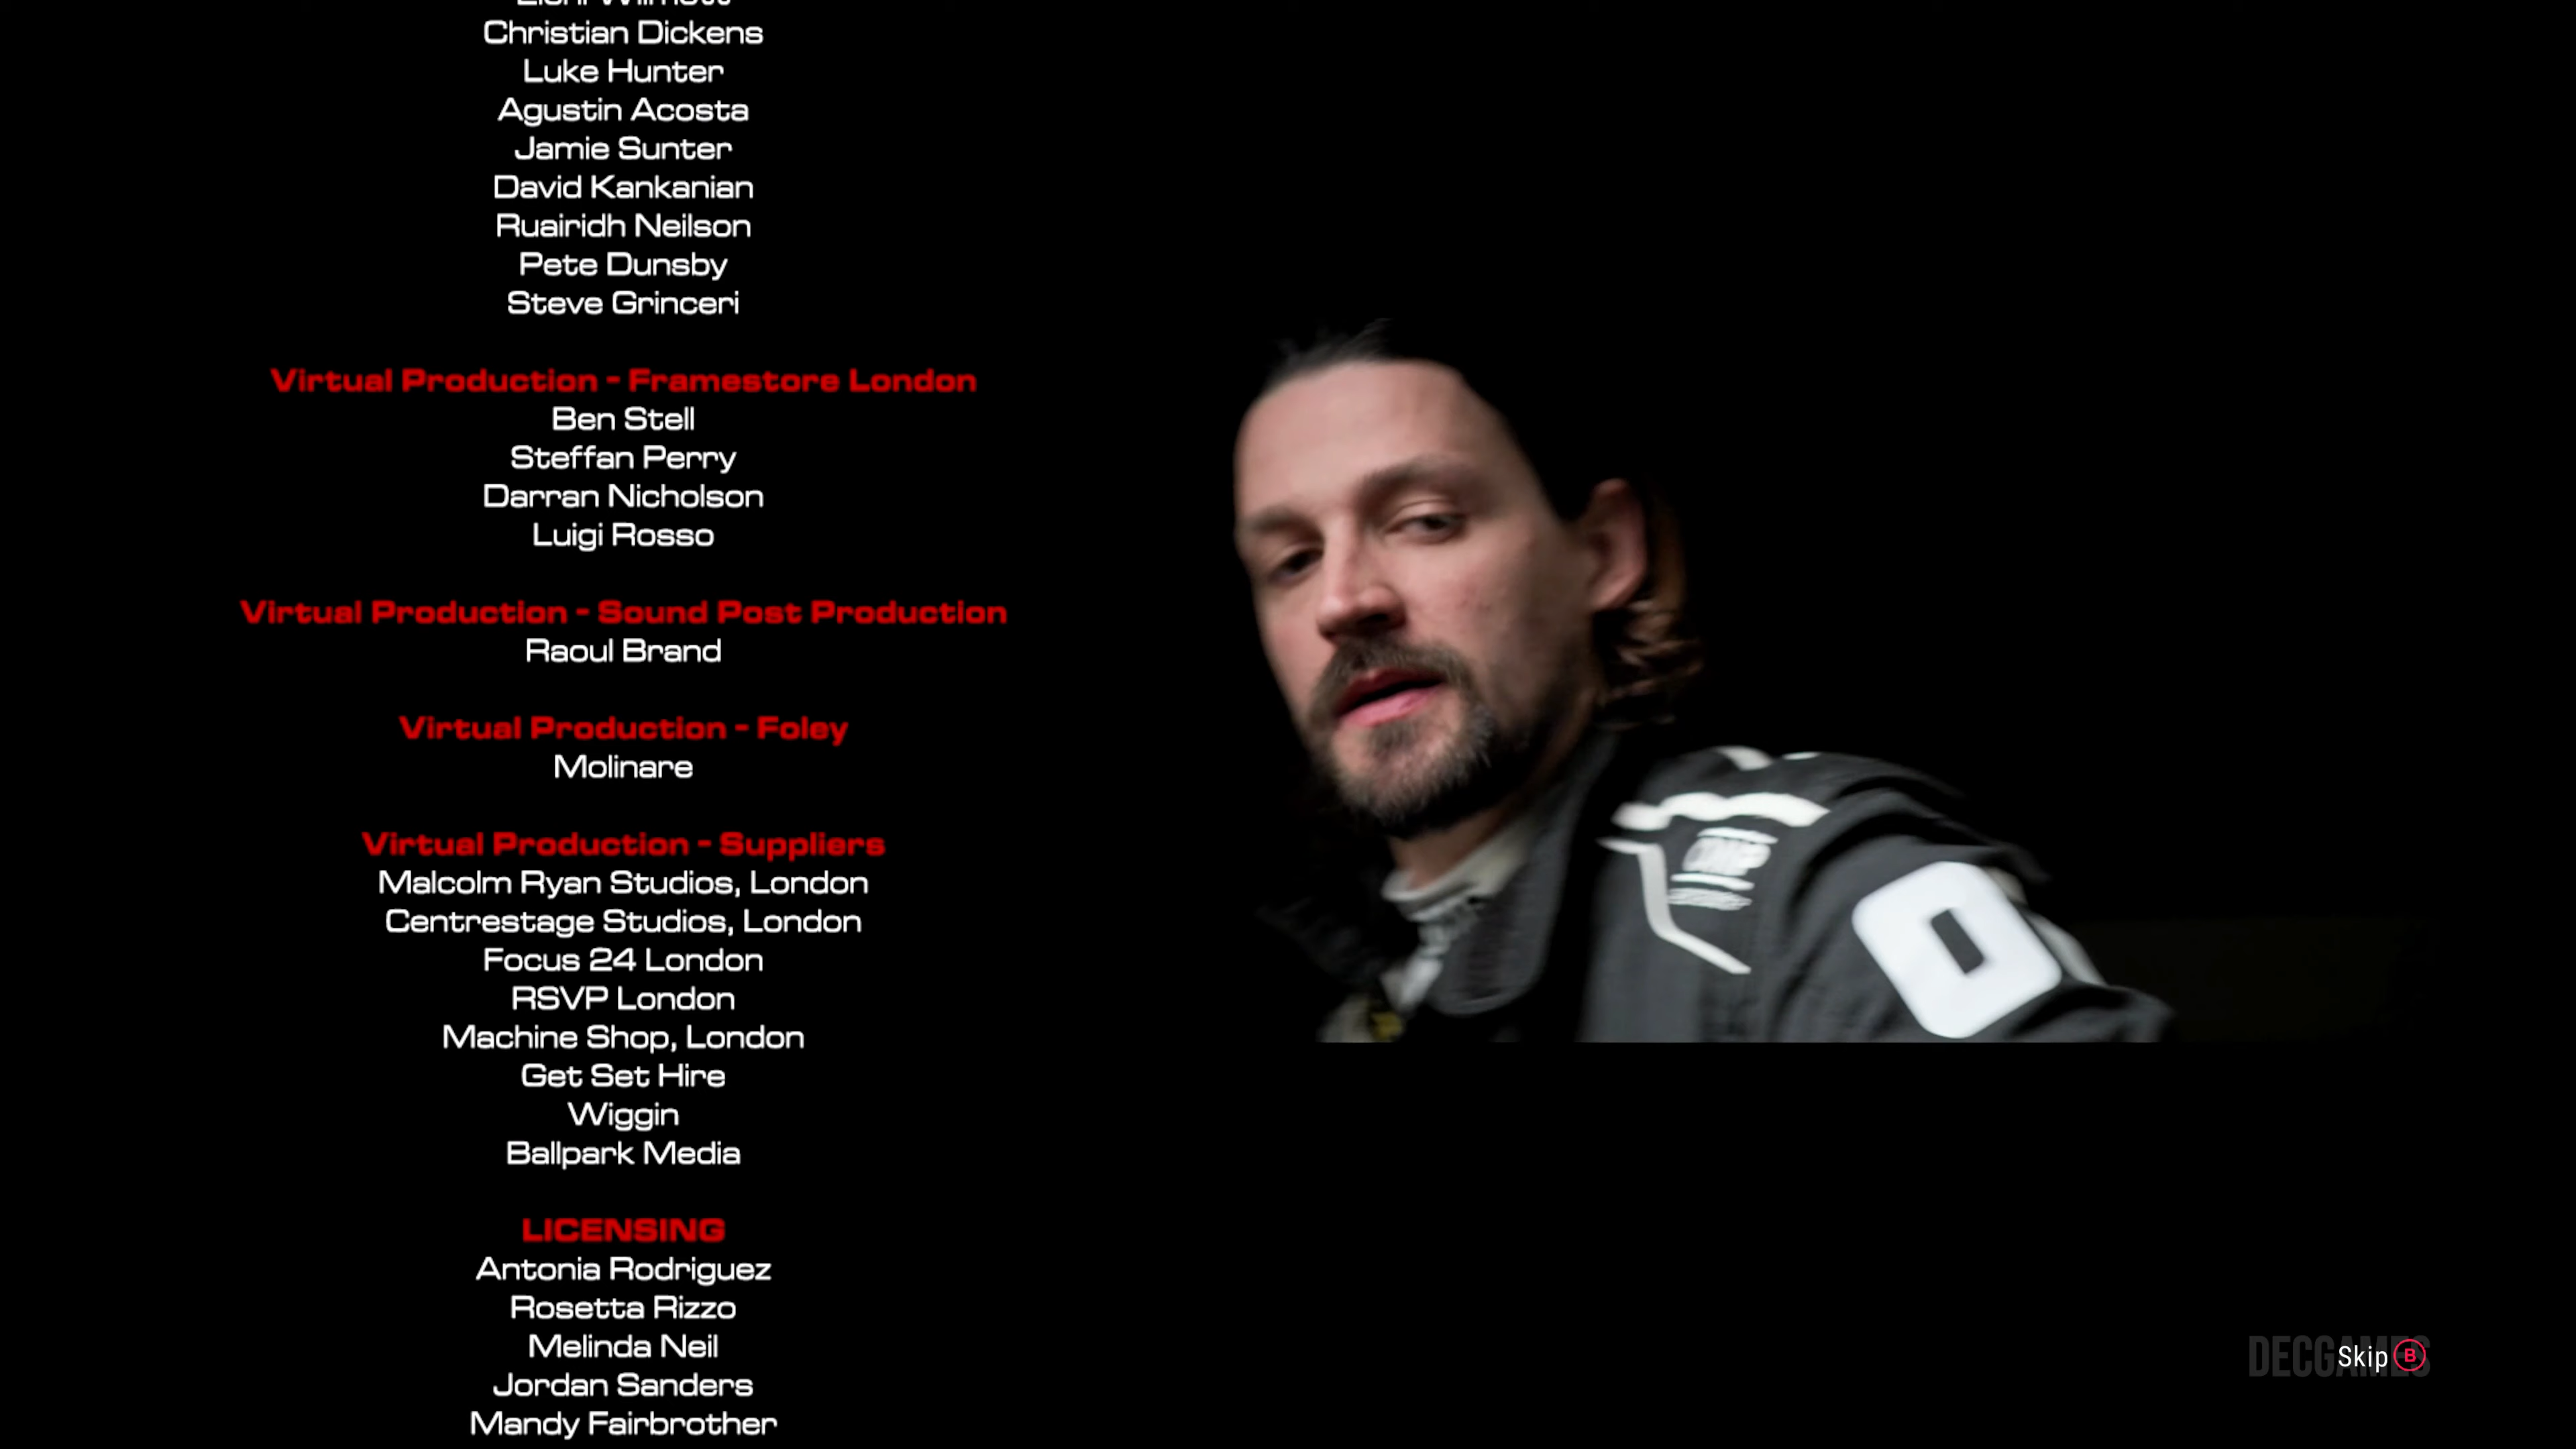 Christian Dickens
Luke Hunter
Agustin Acosta
Jamie Sunter
David Kankanian
Ruairidh Neilson
Pete Dunsby
Steve Grinceri
Virtual Production - Framestore London
Ben Stell
Steffan Perry
Darran Nicholson
Luigi Rosso
Virtual Production - Sound Post Production
Raoul Brand
Virtual Production - Foley
Molinare
Virtual Production - Suppliers
Malcolm Ryan Studios, London
Centrestage Studios, London
Focus 24 London
RSVP London
Machine Shop, London
Get Set Hire
Wiggin
Ballpark Media
LICENSING
Antonia Rodriguez
Rosetta Rizzo
Melinda Neil
Jordan Sanders
Mandy Fairbrother
OMP
DECGAMES
Skip B